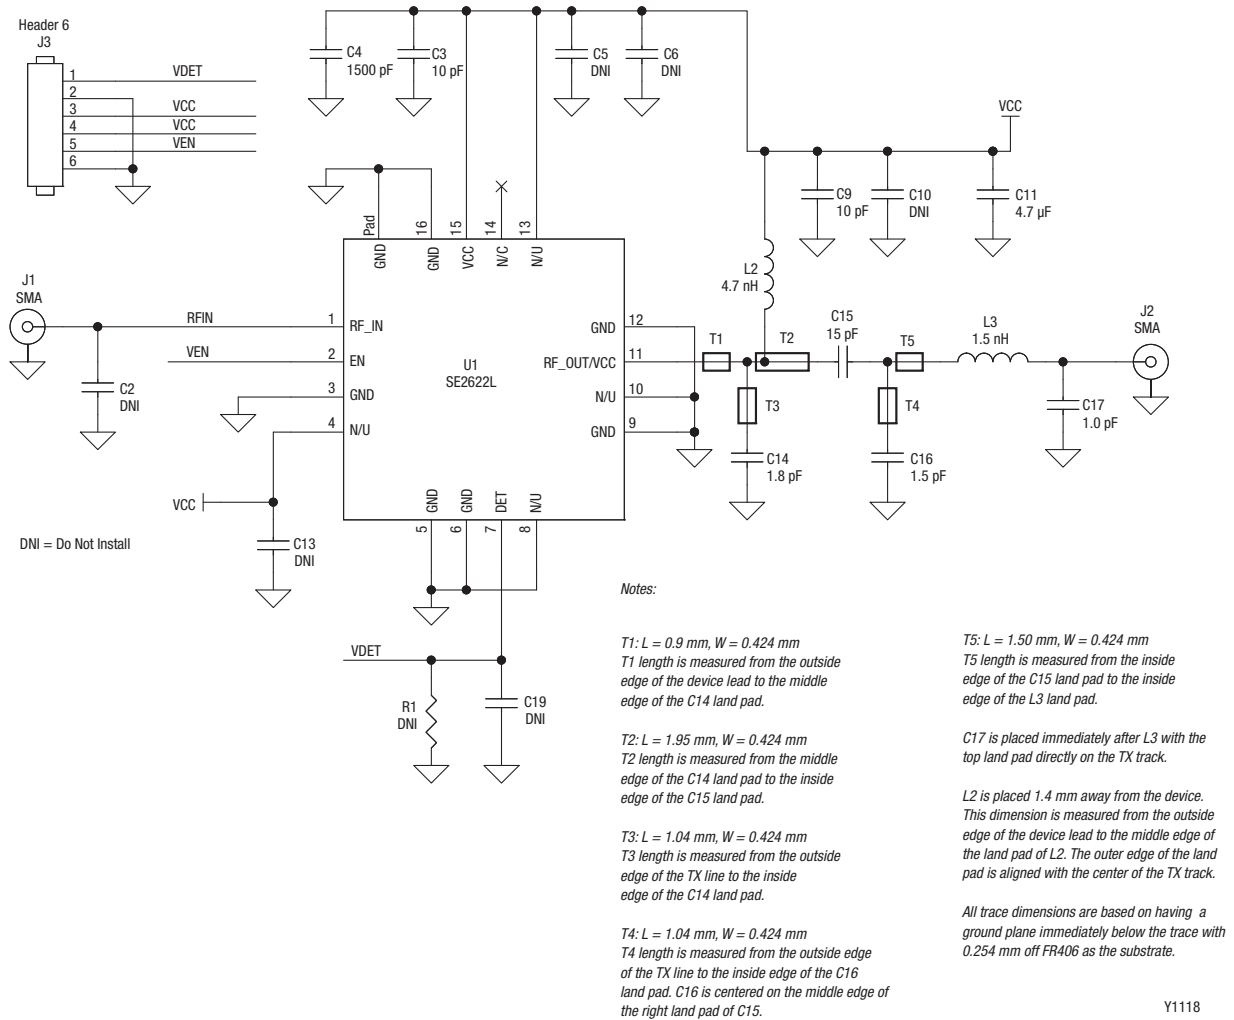 Header 6
J3
1
VDET
2
3
VCC
4
VCC
5
VEN
6
C4
1500 pF
C3
10 pF
C5
DNI
C6
DNI
VCC
C9
10 pF
C10
DNI
C11
4.7 µF
Pad
16
15
14
13
GND
GND
VCC
N/C
N/U
L2
4.7 nH
J1
SMA
RFIN
1
RF_IN
VEN
2
EN
3
GND
4
N/U
C2
DNI
U1
SE2622L
GND
12
RF_OUT/VCC
11
N/U
10
GND
9
T1
T2
C15
15 pF
T5
L3
1.5 nH
J2
SMA
T3
T4
C14
1.8 pF
C16
1.5 pF
C17
1.0 pF
VCC
C13
DNI
DNI = Do Not Install
GND
GND
DET
N/U
5
6
7
8
VDET
R1
DNI
C19
DNI
Notes:
T1: L = 0.9 mm, W = 0.424 mm
T1 length is measured from the outside
edge of the device lead to the middle
edge of the C14 land pad.
T2: L = 1.95 mm, W = 0.424 mm
T2 length is measured from the middle
edge of the C14 land pad to the inside
edge of the C15 land pad.
T3: L = 1.04 mm, W = 0.424 mm
T3 length is measured from the outside
edge of the TX line to the inside
edge of the C14 land pad.
T4: L = 1.04 mm, W = 0.424 mm
T4 length is measured from the outside edge
of the TX line to the inside edge of the C16
land pad. C16 is centered on the middle edge of
the right land pad of C15.
T5: L = 1.50 mm, W = 0.424 mm
T5 length is measured from the inside
edge of the C15 land pad to the inside
edge of the L3 land pad.
C17 is placed immediately after L3 with the
top land pad directly on the TX track.
L2 is placed 1.4 mm away from the device.
This dimension is measured from the outside
edge of the device lead to the middle edge of
the land pad of L2. The outer edge of the land
pad is aligned with the center of the TX track.
All trace dimensions are based on having a
ground plane immediately below the trace with
0.254 mm off FR406 as the substrate.
Y1118